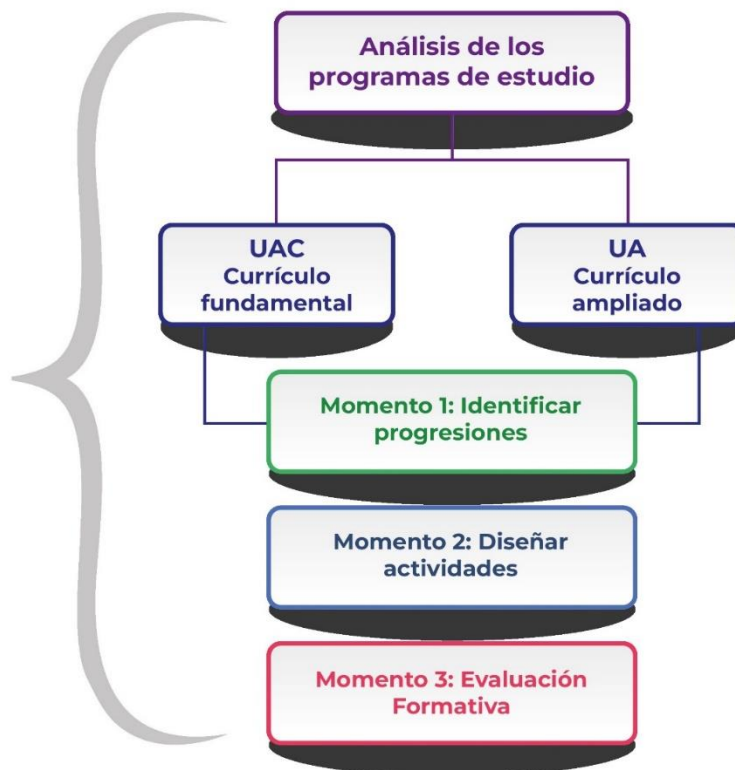 Análisis de los
programas de estudio
UAC
Currículo
fundamental
UA
Currículo
ampliado
Momento 1: Identificar
progresiones
Momento 2: Diseñar
actividades
Momento 3: Evaluación
Formativa